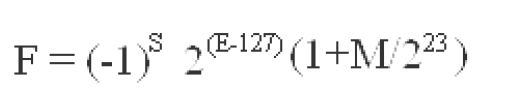 F = (-1)^S 2^(E-127) (1+M/2^23)